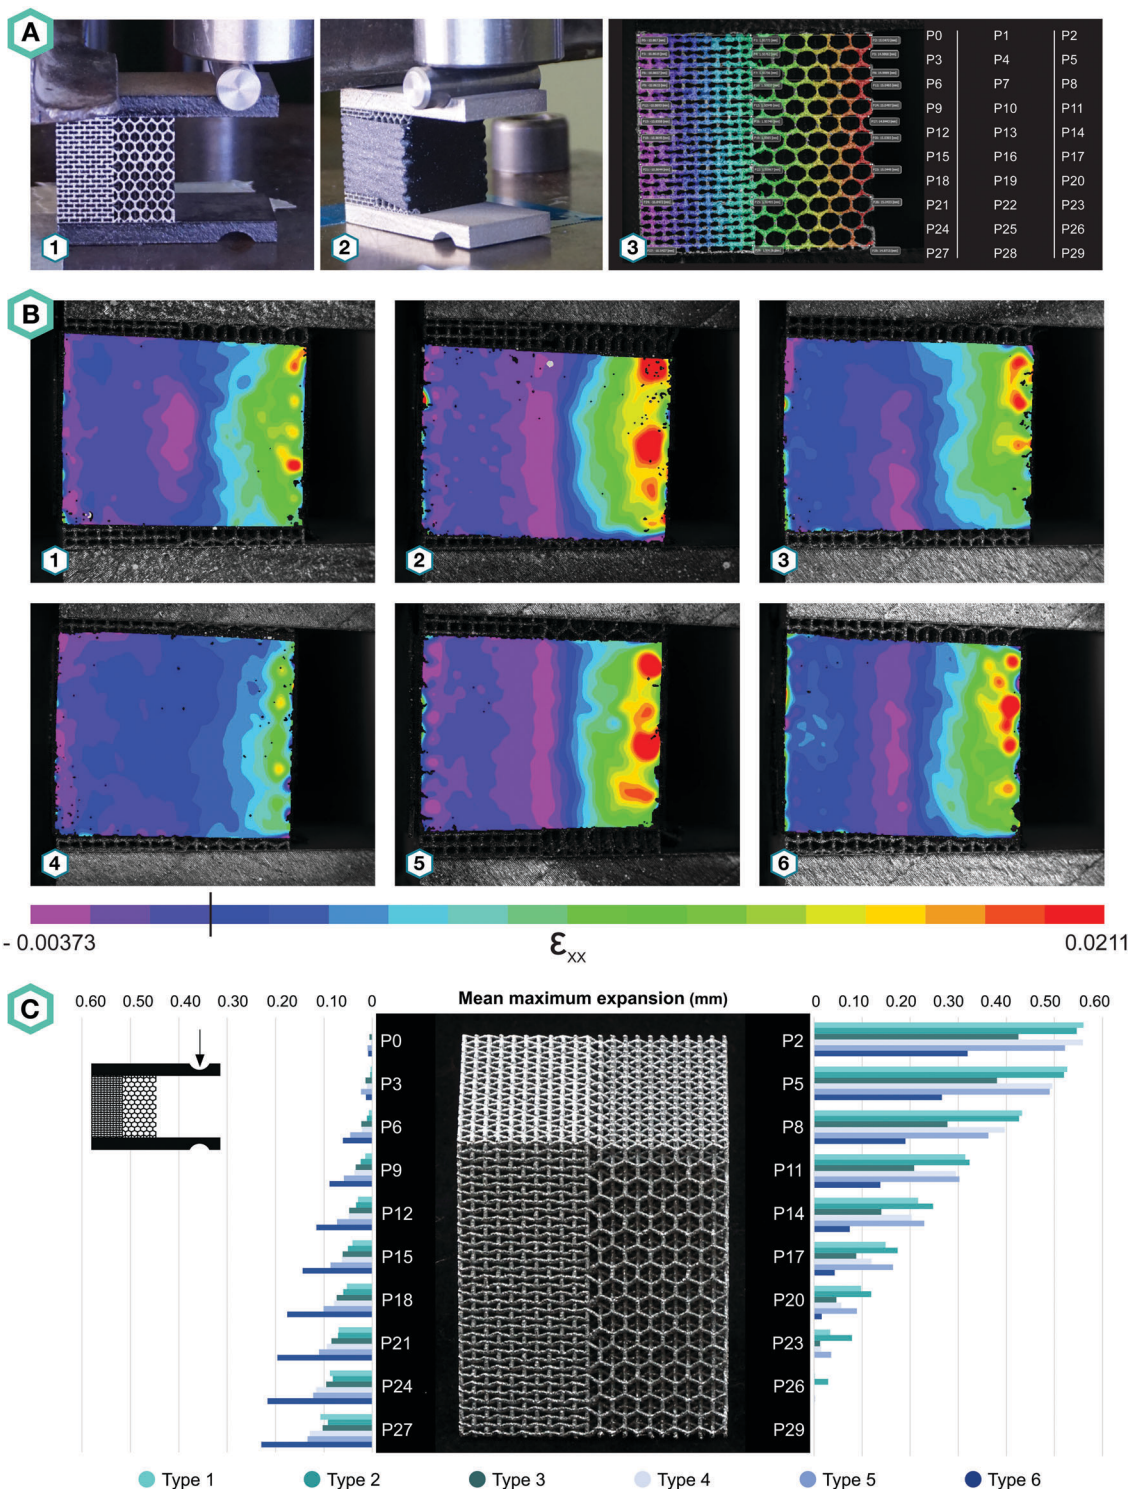 A
1
2
3
P0 P1 P2
P3 P4 P5
P6 P7 P8
P9 P10 P11
P12 P13 P14
P15 P16 P17
P18 P19 P20
P21 P22 P23
P24 P25 P26
P27 P28 P29
B
1
2
3
4
5
6
- 0.00373
εxx
0.0211
C
0.60 0.50 0.40 0.30 0.20 0.10 0
Mean maximum expansion (mm)
0 0.10 0.20 0.30 0.40 0.50 0.60
P0 P2
P3 P5
P6 P8
P9 P11
P12 P14
P15 P17
P18 P20
P21 P23
P24 P26
P27 P29
Type 1 Type 2 Type 3 Type 4 Type 5 Type 6